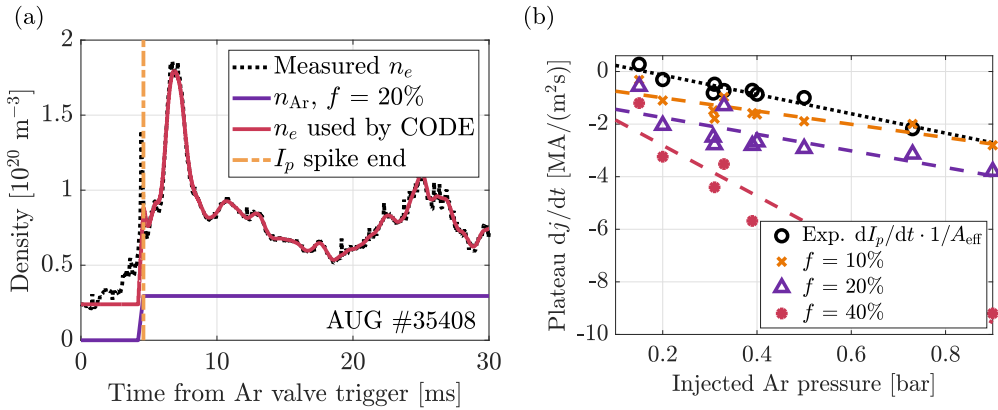 (a)
Density [10^20 m^−3]
2
1.5
1
0.5
0
Measured n_e
n_Ar, f = 20%
n_e used by CODE
I_p spike end
AUG #35408
0 10 20 30
Time from Ar valve trigger [ms]
(b)
Plateau dj/dt [MA/(m²s)]
0
-2
-4
-6
-8
-10
Exp. dI_p/dt · 1/A_eff
f = 10%
f = 20%
f = 40%
0.2 0.4 0.6 0.8
Injected Ar pressure [bar]